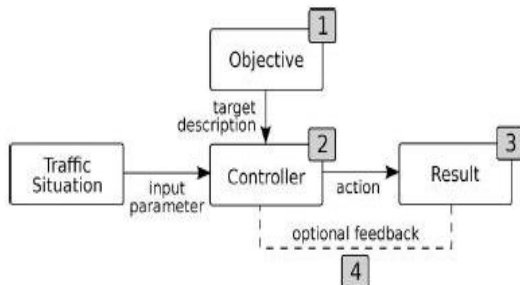 1
Objective
target
description
2
3
Traffic
Situation
input
parameter
Controller
action
Result
optional feedback
4